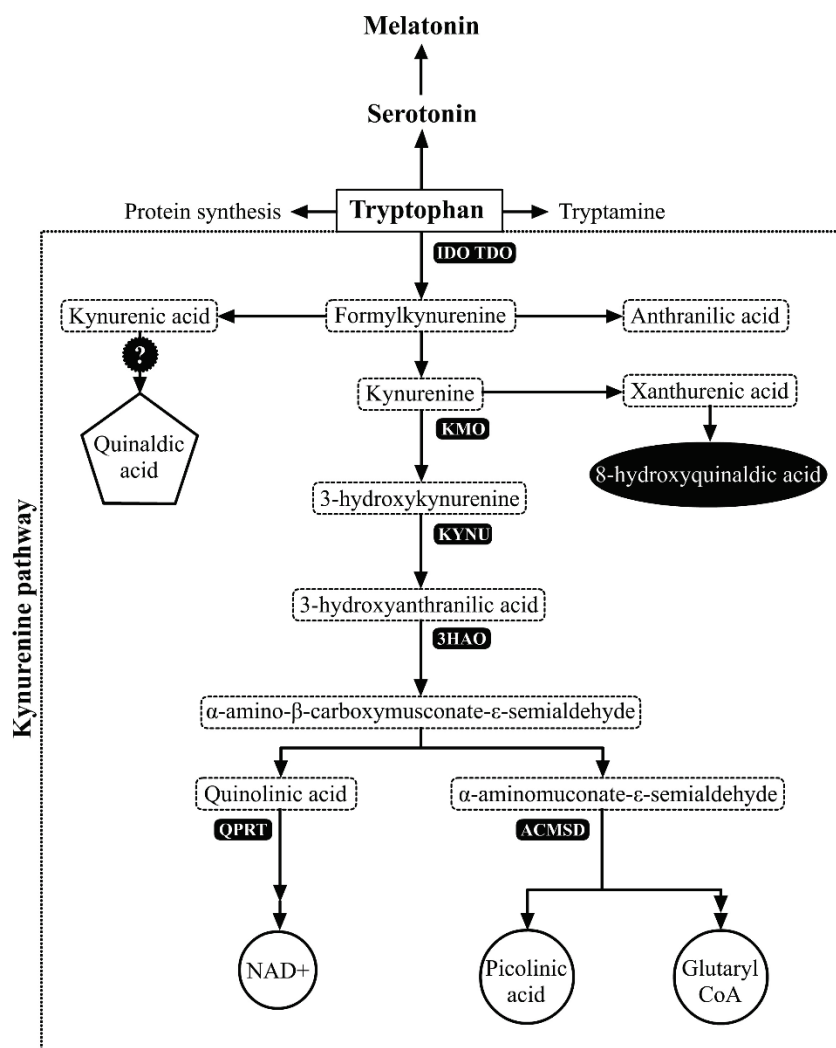 Melatonin
Serotonin
Protein synthesis
Tryptophan
Tryptamine
IDO TDO
Kynurenic acid
Formylkynurenine
Anthranilic acid
?
Kynurenine
Xanthurenic acid
KMO
Quinaldic
acid
8-hydroxyquinaldic acid
3-hydroxykynurenine
KYNU
Kynurenine pathway
3-hydroxyanthranilic acid
3HAO
α-amino-β-carboxymusconate-ε-semialdehyde
Quinolinic acid
α-aminomuconate-ε-semialdehyde
QPRT
ACMSD
NAD+
Picolinic
acid
Glutaryl
CoA